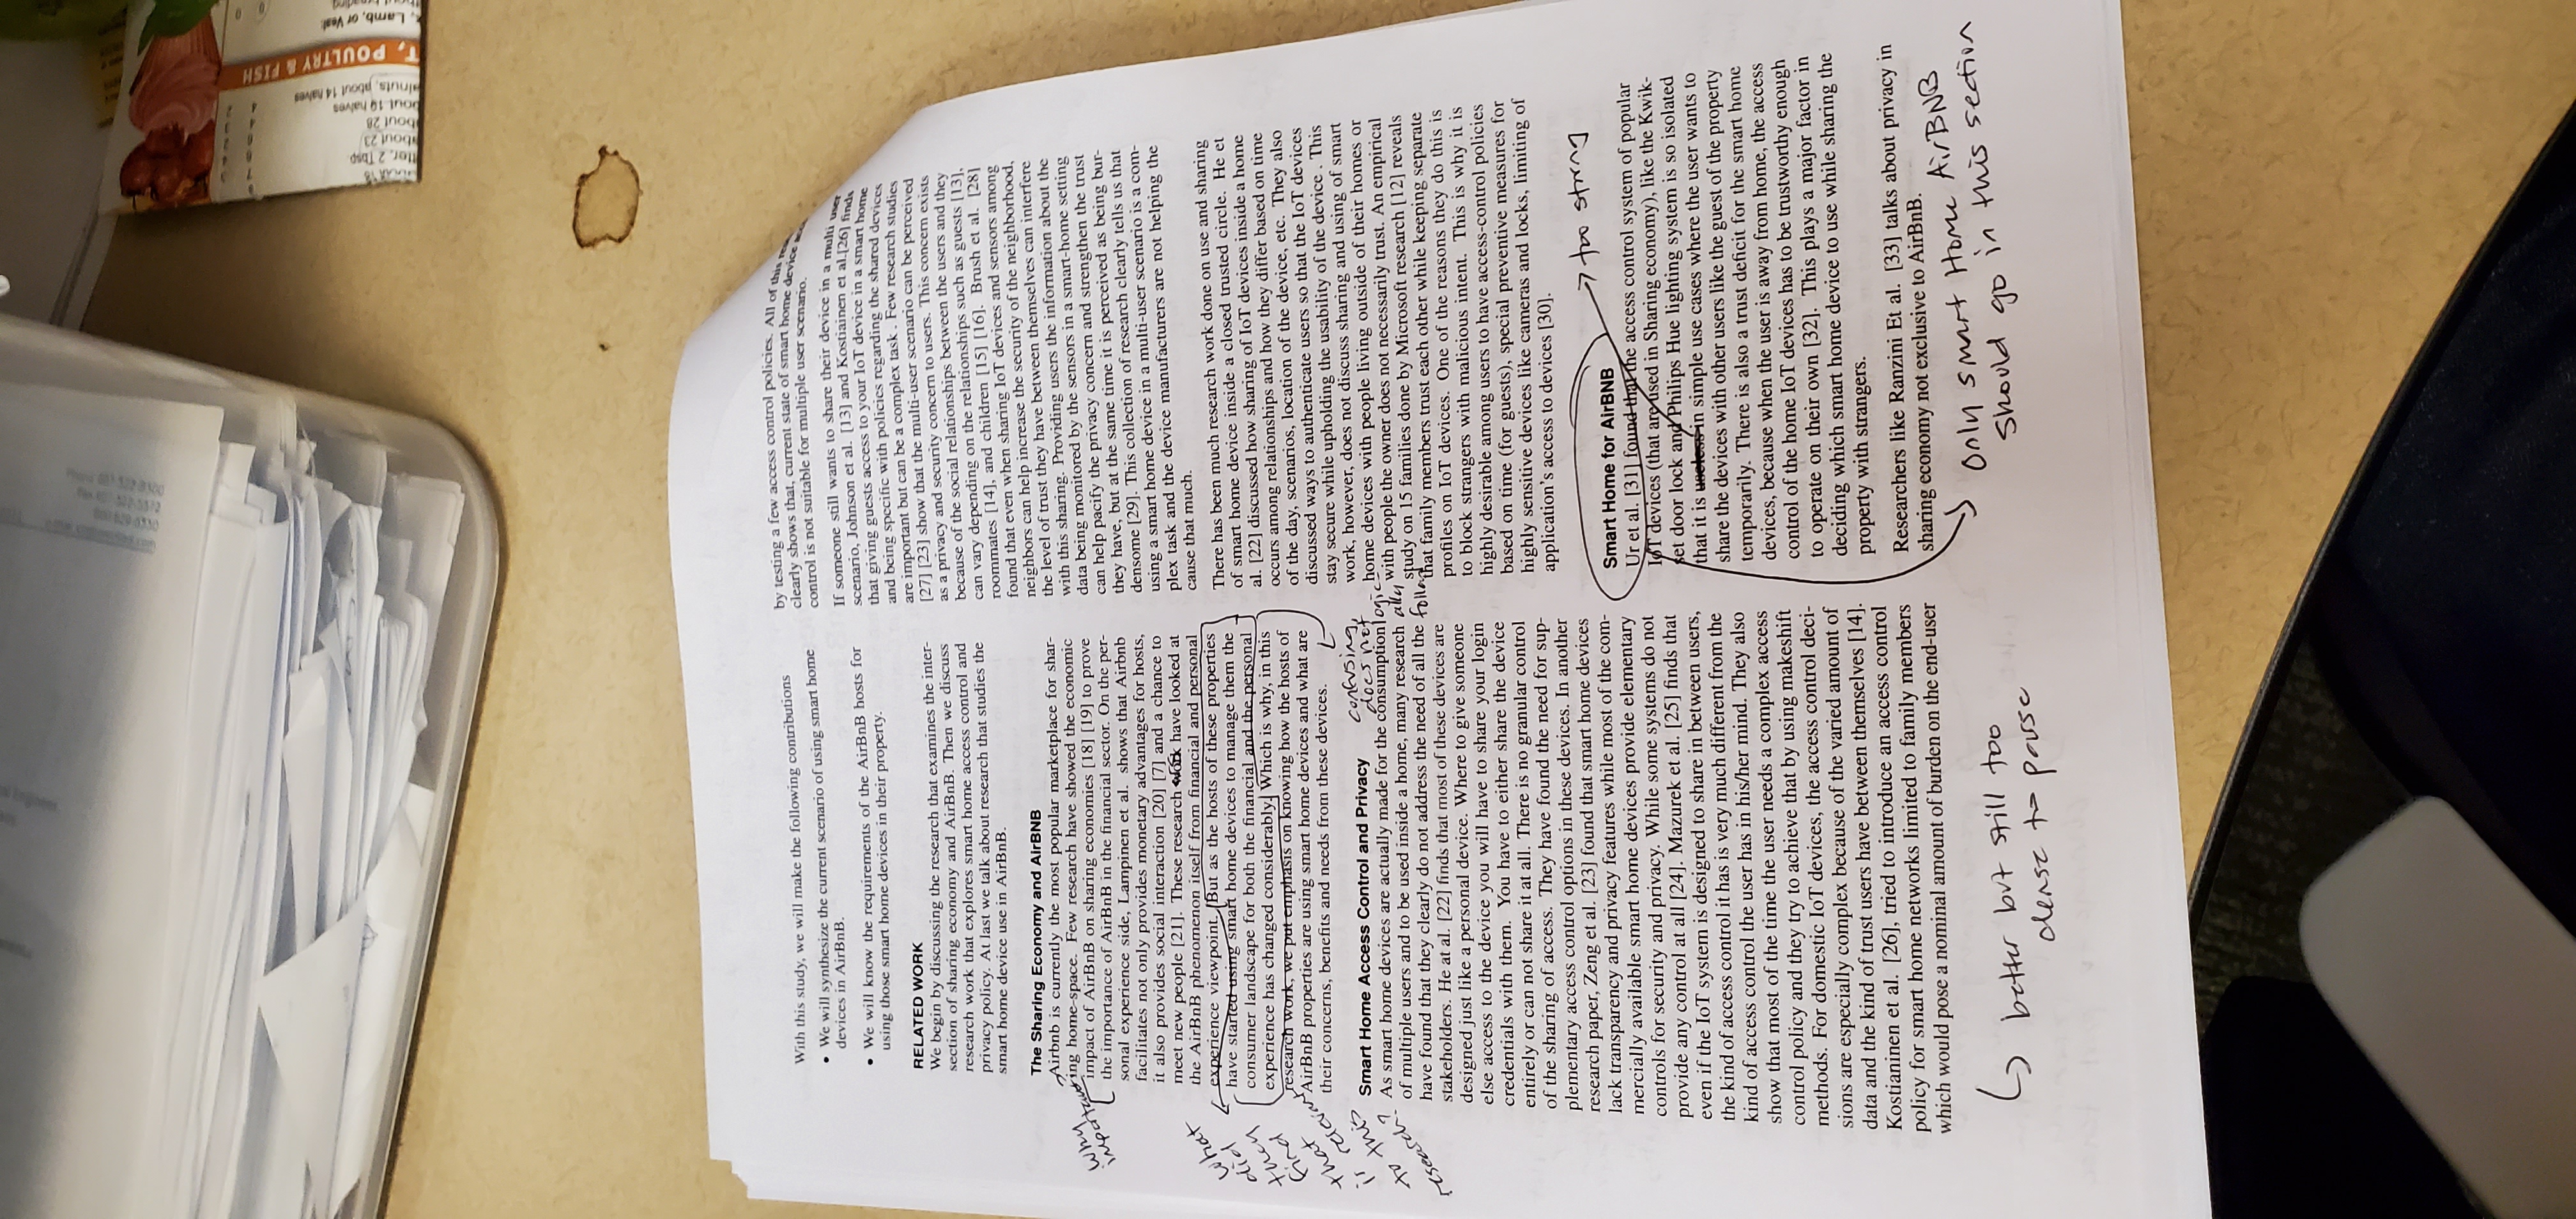 T, POULTRY & FISH
, Lamb, or Veal:
tter, 2 Tbsp
about 23
bout 28
bout 19 halves
alnuts, about 14 halves
With this study, we will make the following contributions
• We will synthesize the current scenario of using smart home
devices in AirBnB.
• We will know the requirements of the AirBnB hosts for
using those smart home devices in their property.
RELATED WORK
We begin by discussing the research that examines the inter-
section of sharing economy and AirBnB. Then we discuss
research work that explores smart home access control and
privacy policy. At last we talk about research that studies the
smart home device use in AirBnB.
The Sharing Economy and AirBNB
Airbnb is currently the most popular marketplace for shar-
ing home-space. Few research have showed the economic
impact of AirBnB on sharing economies [18] [19] to prove
the importance of AirBnB in the financial sector. On the per-
sonal experience side, Lampinen et al. shows that Airbnb
facilitates not only provides monetary advantages for hosts,
it also provides social interaction [20] [7] and a chance to
meet new people [21]. These research work have looked at
the AirBnB phenomenon itself from financial and personal
experience viewpoint. But as the hosts of these properties
have started using smart home devices to manage them the
consumer landscape for both the financial and the personal
experience has changed considerably. Which is why, in this
research work, we put emphasis on knowing how the hosts of
AirBnB properties are using smart home devices and what are
their concerns, benefits and needs from these devices.
why
important
what
did
they
find
that
is relevant
to this
research?
confusing,
does not
logic
ally
follow
Smart Home Access Control and Privacy
As smart home devices are actually made for the consumption
of multiple users and to be used inside a home, many research
have found that they clearly do not address the need of all the
stakeholders. He at al. [22] finds that most of these devices are
designed just like a personal device. Where to give someone
else access to the device you will have to share your login
credentials with them. You have to either share the device
entirely or can not share it at all. There is no granular control
of the sharing of access. They have found the need for sup-
plementary access control options in these devices. In another
research paper, Zeng et al. [23] found that smart home devices
lack transparency and privacy features while most of the com-
mercially available smart home devices provide elementary
controls for security and privacy. While some systems do not
provide any control at all [24]. Mazurek et al. [25] finds that
even if the IoT system is designed to share in between users,
the kind of access control it has is very much different from the
kind of access control the user has in his/her mind. They also
show that most of the time the user needs a complex access
control policy and they try to achieve that by using makeshift
methods. For domestic IoT devices, the access control deci-
sions are especially complex because of the varied amount of
data and the kind of trust users have between themselves [14].
Kostianinen et al. [26], tried to introduce an access control
policy for smart home networks limited to family members
which would pose a nominal amount of burden on the end-user
better but still too
dense to parse
by testing a few access control policies. All of this
clearly shows that, current state of smart home device
control is not suitable for multiple user scenario.
If someone still wants to share their device in a multi user
scenario, Johnson et al. [13] and Kostiainen et al.[26] finds
that giving guests access to your IoT device in a smart home
and being specific with policies regarding the shared devices
are important but can be a complex task . Few research studies
[27] [23] show that the multi-user scenario can be perceived
as a privacy and security concern to users. This concern exists
because of the social relationships between the users and they
can vary depending on the relationships such as guests [13],
roommates [14], and children [15] [16]. Brush et al. [28]
found that even when sharing IoT devices and sensors among
neighbors can help increase the security of the neighborhood,
the level of trust they have between themselves can interfere
with this sharing. Providing users the information about the
data being monitored by the sensors in a smart-home setting
can help pacify the privacy concern and strengthen the trust
they have, but at the same time it is perceived as being bur-
densome [29]. This collection of research clearly tells us that
using a smart home device in a multi-user scenario is a com-
plex task and the device manufacturers are not helping the
cause that much.
There has been much research work done on use and sharing
of smart home device inside a closed trusted circle. He et
al. [22] discussed how sharing of IoT devices inside a home
occurs among relationships and how they differ based on time
of the day, scenarios, location of the device, etc. They also
discussed ways to authenticate users so that the IoT devices
stay secure while upholding the usability of the device . This
work, however, does not discuss sharing and using of smart
home devices with people living outside of their homes or
with people the owner does not necessarily trust. An empirical
study on 15 families done by Microsoft research [12] reveals
that family members trust each other while keeping separate
profiles on IoT devices. One of the reasons they do this is
to block strangers with malicious intent. This is why it is
highly desirable among users to have access-control policies
based on time (for guests), special preventive measures for
highly sensitive devices like cameras and locks, limiting of
application's access to devices [30].
too strong
Smart Home for AirBNB
Ur et al. [31] found that the access control system of popular
IoT devices (that are used in Sharing economy), like the Kwik-
set door lock and Philips Hue lighting system is so isolated
that it is useless in simple use cases where the user wants to
share the devices with other users like the guest of the property
temporarily. There is also a trust deficit for the smart home
devices, because when the user is away from home, the access
control of the home IoT devices has to be trustworthy enough
to operate on their own [32]. This plays a major factor in
deciding which smart home device to use while sharing the
property with strangers.
Researchers like Ranzini Et al. [33] talks about privacy in
sharing economy not exclusive to AirBnB.
Only smart Home AirBNB
should go in this section